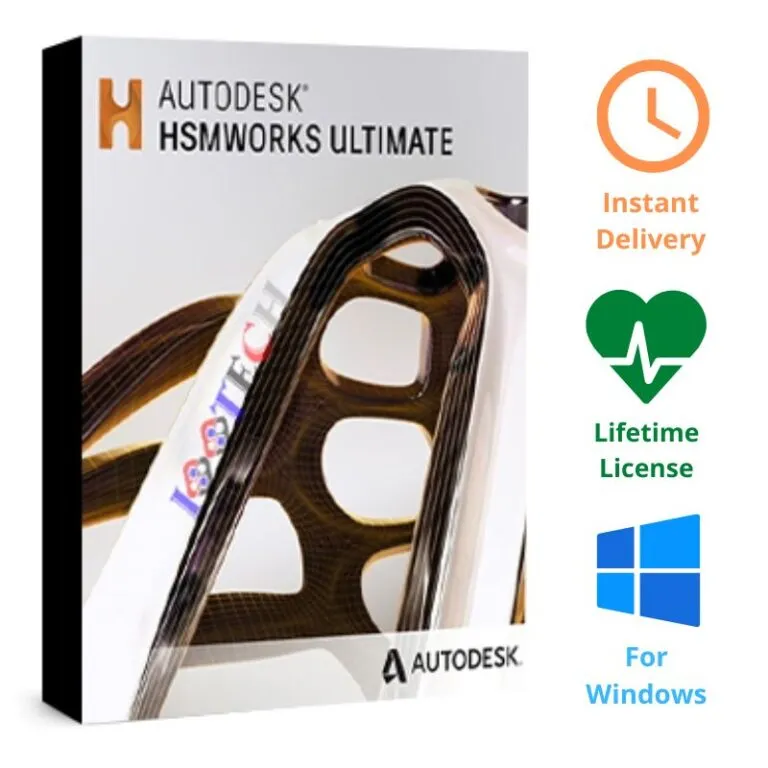 AUTODESK®
HSMWORKS ULTIMATE
AUTODESK.
Instant
Delivery
Lifetime
License
For
Windows